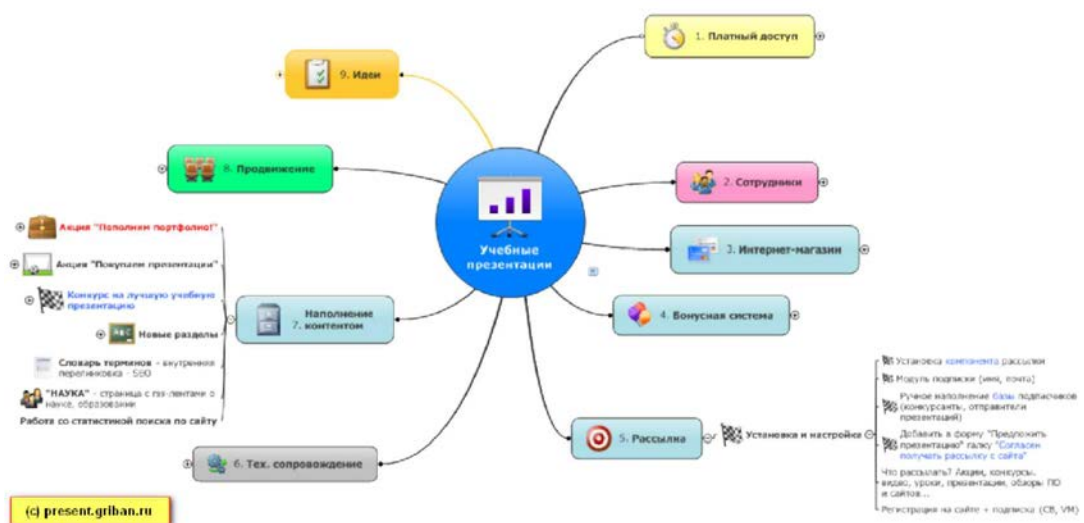 1. Платный доступ
9. Идеи
8. Продвижение
2. Сотрудники
Учебные
презентации
3. Интернет-магазин
Акция "Пополним портфолио!"
Акция "Покупаем презентации"
Конкурс на лучшую учебную
презентацию
Наполнение
7. контентом
4. Бонусная система
Новые разделы
Словарь терминов - внутренняя
перелинковка - SEO
"НАУКА" - страница с rss-лентами о
науке, образовании
Работа со статистикой поиска по сайту
Установка компонента рассылки
Модуль подписки (имя, почта)
Ручное наполнение базы подписчиков
(конкурсанты, отправители
презентаций)
5. Рассылка
Установка и настройка
Добавить в форму "Предложить
презентацию" галку "Согласен
получать рассылку с сайта"
Что рассылать? Акции, конкурсы,
видео, уроки, презентации, обзоры ПО
и сайтов...
Регистрация на сайте + подписка (CB, VM)
6. Тех. сопровождение
(c) present.griban.ru